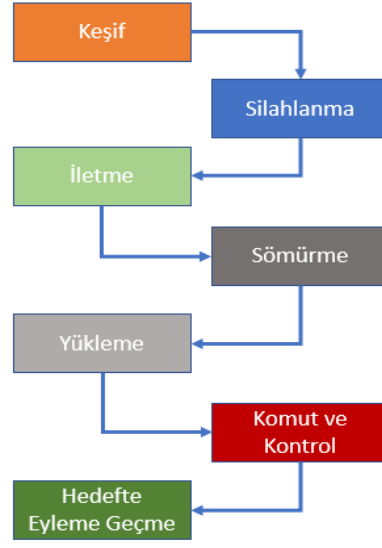 Keşif
Silahlanma
İletme
Sömürme
Yükleme
Komut ve
Kontrol
Hedefte
Eyleme Geçme